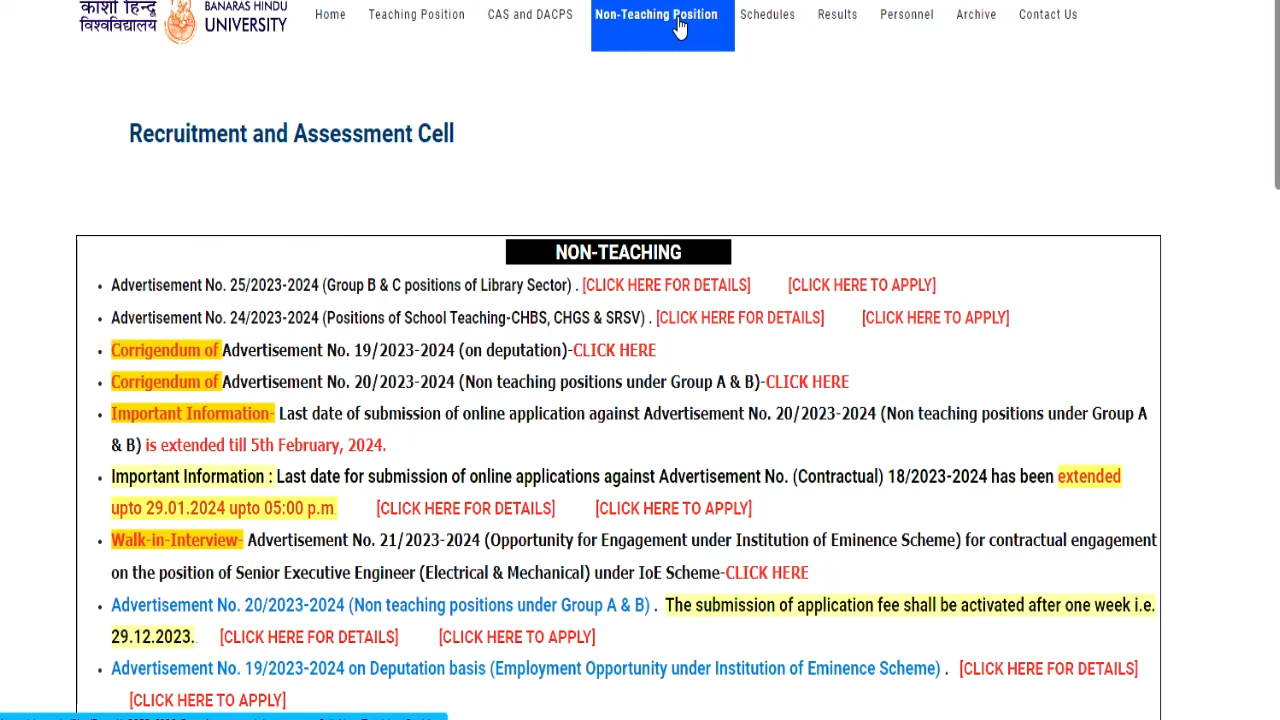 काशी हिन्दू
विश्वविद्यालय
BANARAS HINDU
UNIVERSITY
Home Teaching Position CAS and DACPS Non-Teaching Position Schedules Results Personnel Archive Contact Us
Recruitment and Assessment Cell
NON-TEACHING
• Advertisement No. 25/2023-2024 (Group B & C positions of Library Sector) . [CLICK HERE FOR DETAILS] [CLICK HERE TO APPLY]
• Advertisement No. 24/2023-2024 (Positions of School Teaching-CHBS, CHGS & SRSV) . [CLICK HERE FOR DETAILS] [CLICK HERE TO APPLY]
• Corrigendum of Advertisement No. 19/2023-2024 (on deputation)-CLICK HERE
• Corrigendum of Advertisement No. 20/2023-2024 (Non teaching positions under Group A & B)-CLICK HERE
• Important Information- Last date of submission of online application against Advertisement No. 20/2023-2024 (Non teaching positions under Group A
& B) is extended till 5th February, 2024.
• Important Information : Last date for submission of online applications against Advertisement No. (Contractual) 18/2023-2024 has been extended
upto 29.01.2024 upto 05:00 p.m. [CLICK HERE FOR DETAILS] [CLICK HERE TO APPLY]
• Walk-in-Interview- Advertisement No. 21/2023-2024 (Opportunity for Engagement under Institution of Eminence Scheme) for contractual engagement
on the position of Senior Executive Engineer (Electrical & Mechanical) under IoE Scheme-CLICK HERE
• Advertisement No. 20/2023-2024 (Non teaching positions under Group A & B) . The submission of application fee shall be activated after one week i.e.
29.12.2023. [CLICK HERE FOR DETAILS] [CLICK HERE TO APPLY]
• Advertisement No. 19/2023-2024 on Deputation basis (Employment Opportunity under Institution of Eminence Scheme) . [CLICK HERE FOR DETAILS]
[CLICK HERE TO APPLY]